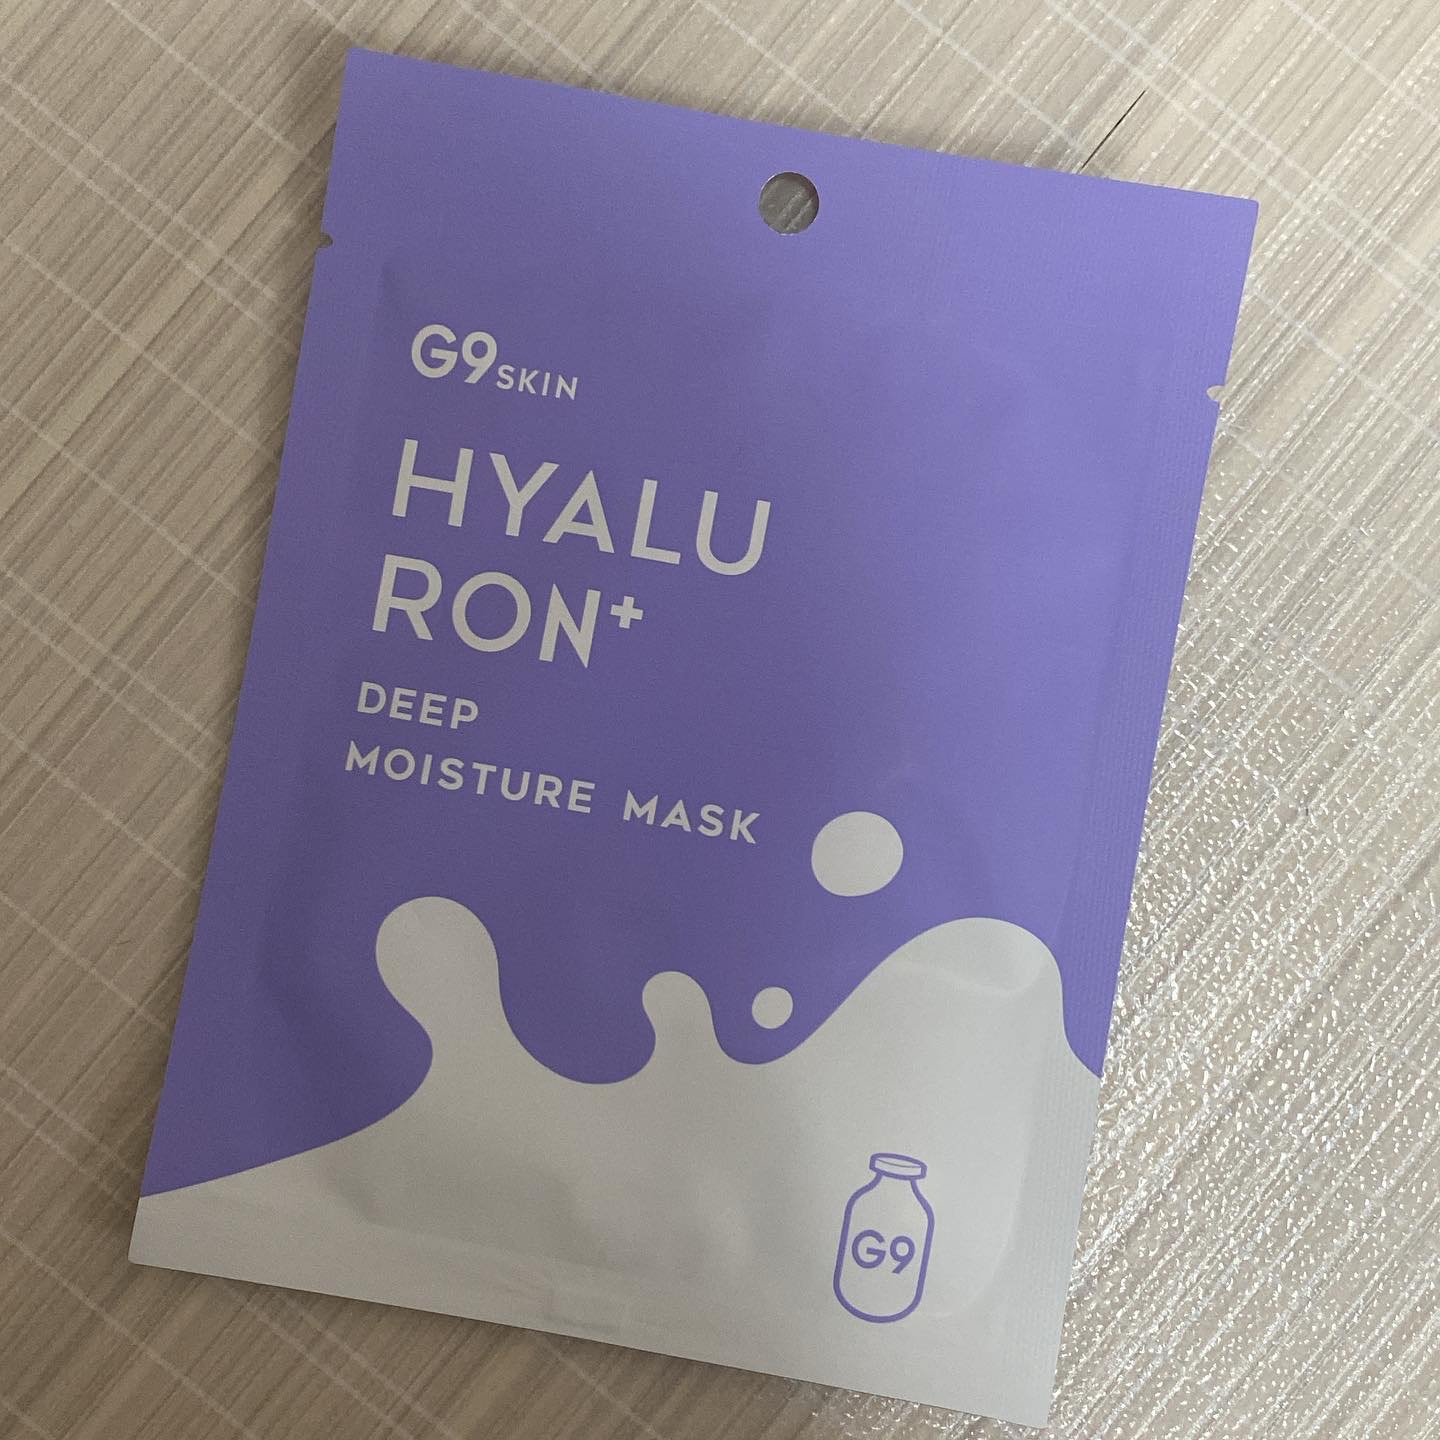 G9SKIN
HYALU
RON+
DEEP
MOISTURE MASK
G9